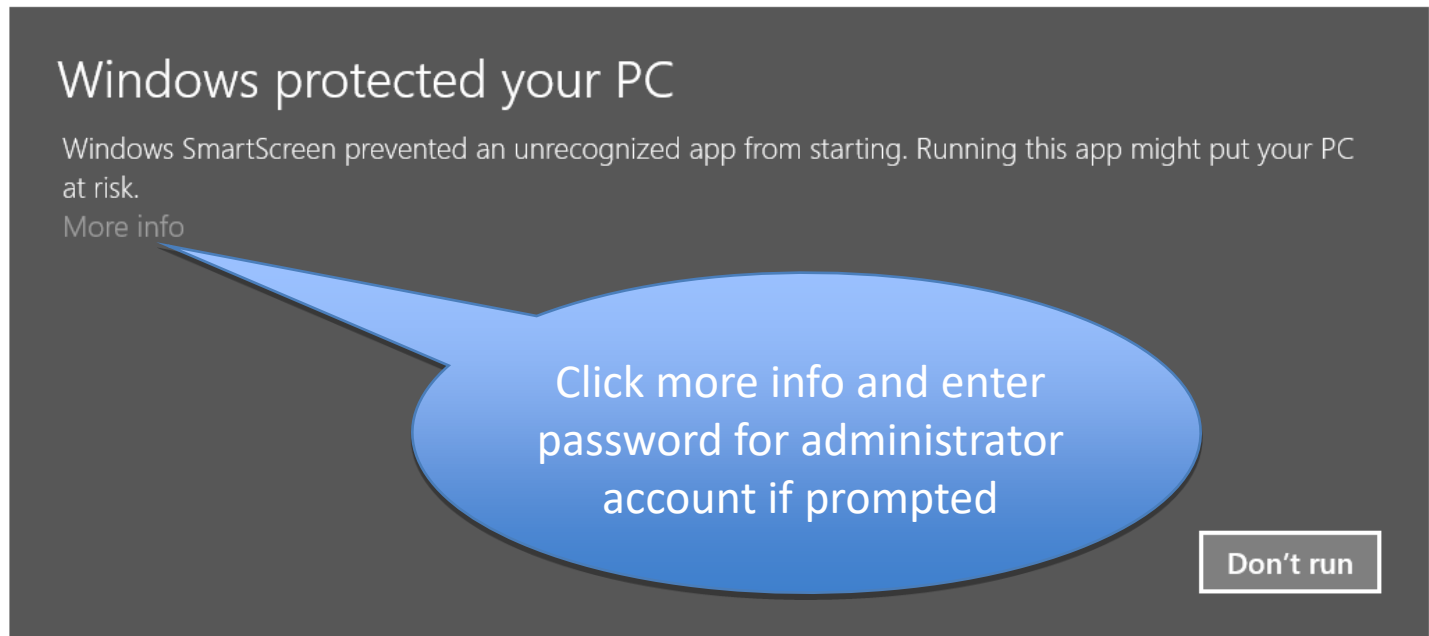 Windows protected your PC
Windows SmartScreen prevented an unrecognized app from starting. Running this app might put your PC
at risk.
More info
Click more info and enter
password for administrator
account if prompted
Don’t run